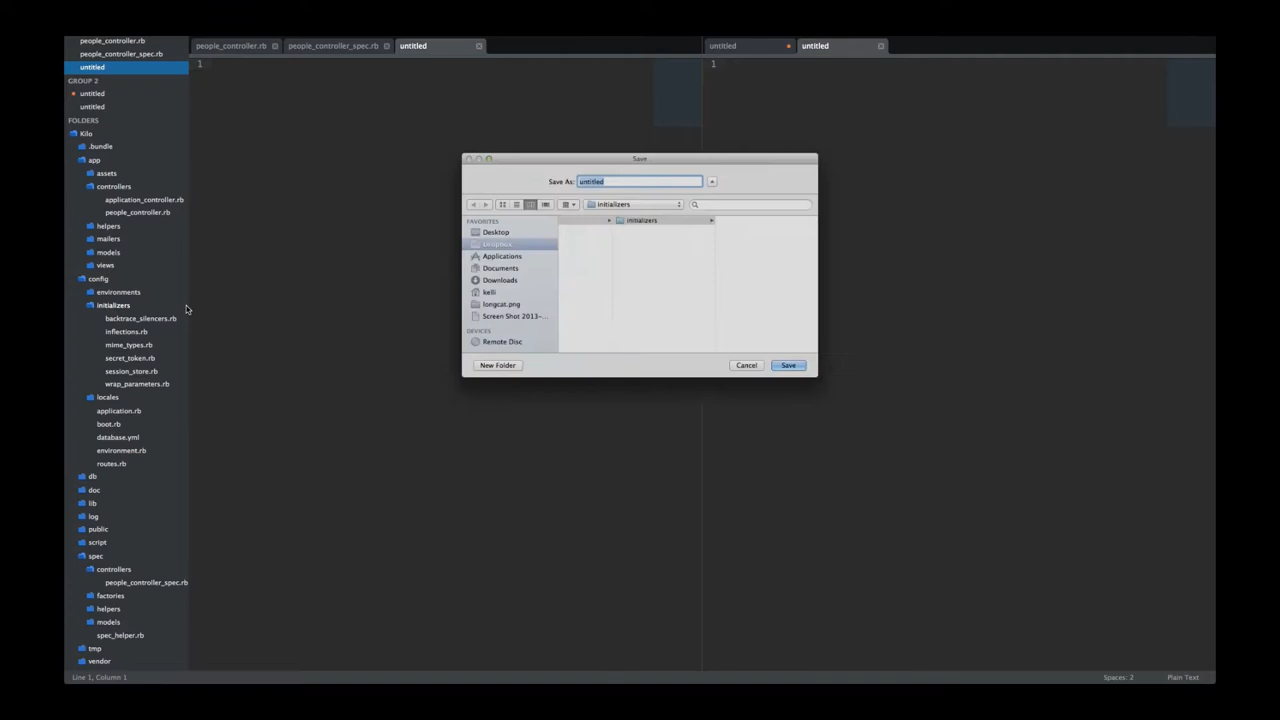 people_controller.rb
people_controller_spec.rb
untitled
GROUP 2
untitled
untitled
FOLDERS
Kilo
.bundle
app
assets
controllers
application_controller.rb
people_controller.rb
helpers
mailers
models
views
config
environments
initializers
backtrace_silencers.rb
inflections.rb
mime_types.rb
secret_token.rb
session_store.rb
wrap_parameters.rb
locales
application.rb
boot.rb
database.yml
environment.rb
routes.rb
db
doc
lib
log
public
script
spec
controllers
people_controller_spec.rb
factories
helpers
models
spec_helper.rb
tmp
vendor
people_controller.rb people_controller_spec.rb untitled
1
untitled untitled
1
Save
Save As: untitled
initializers
FAVORITES
Desktop
Dropbox
Applications
Documents
Downloads
kelli
longcat.png
Screen Shot 2013-...
DEVICES
Remote Disc
initializers
New Folder Cancel Save
Line 1, Column 1 Spaces: 2 Plain Text